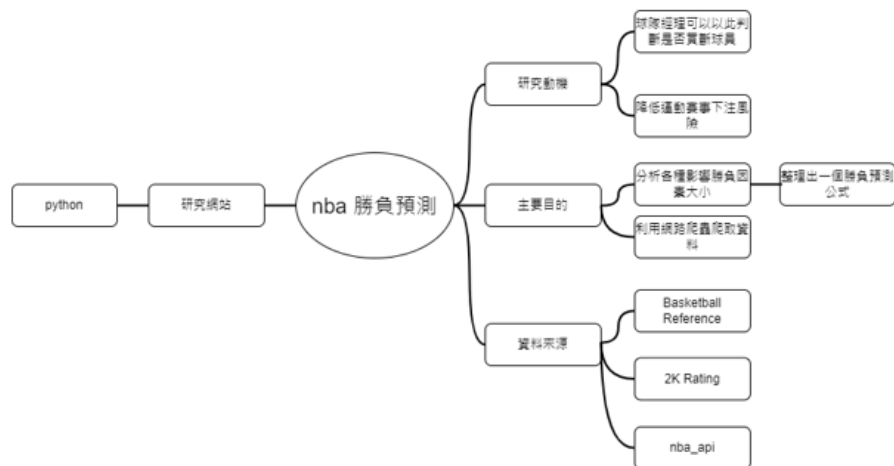 球隊經理可以以此判
斷是否買斷球員
研究動機
降低運動賽事下注風
險
python
研究網站
nba 勝負預測
主要目的
分析各種影響勝負因
素大小
整理出一個勝負預測
公式
利用網路爬蟲爬取資
料
資料來源
Basketball
Reference
2K Rating
nba_api